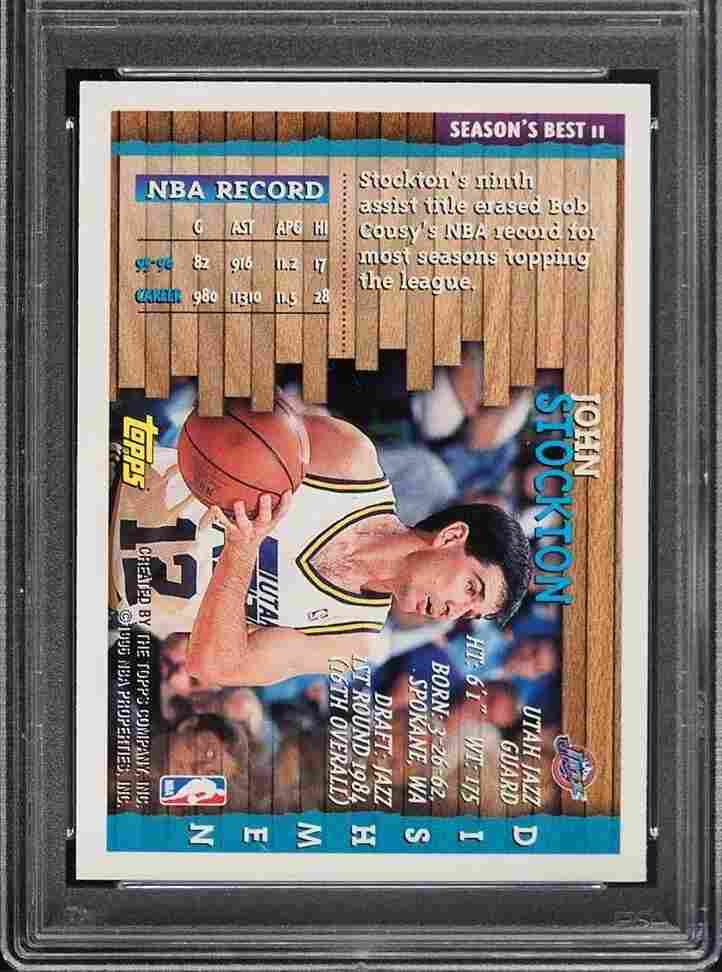 SEASON'S BEST 11
NBA RECORD
G AST APG HI
95-96 82 916 11.2 17
CAREER 980 11310 11.5 28
Stockton's ninth
assist title erased Bob
Cousy's NBA record for
most seasons topping
the league.
JOHN
STOCKTON
UTAH JAZZ
GUARD
HT: 6'1" WT: 175
BORN: 3-26-62,
SPOKANE, WA
DRAFT: JAZZ
1ST ROUND 1984
(16TH OVERALL)
DISHMEN
TOPPS
UTAH
12
NBA
CREATED BY THE TOPPS COMPANY, INC.
©1996 NBA PROPERTIES, INC.